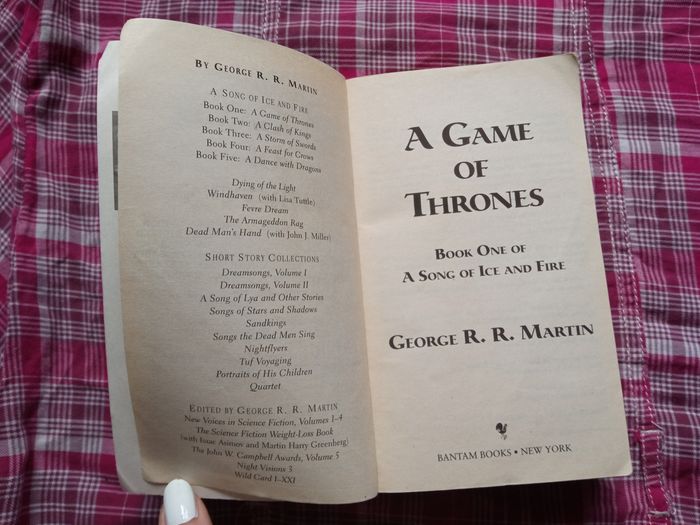 BY GEORGE R. R. MARTIN
A SONG OF ICE AND FIRE
Book One: A Game of Thrones
Book Two: A Clash of Kings
Book Three: A Storm of Swords
Book Four: A Feast for Crows
Book Five: A Dance with Dragons
Dying of the Light
Windhaven (with Lisa Tuttle)
Fevre Dream
The Armageddon Rag
Dead Man's Hand (with John J. Miller)
SHORT STORY COLLECTIONS
Dreamsongs, Volume I
Dreamsongs, Volume II
A Song of Lya and Other Stories
Songs of Stars and Shadows
Sandkings
Songs the Dead Men Sing
Nightflyers
Tuf Voyaging
Portraits of His Children
Quartet
EDITED BY GEORGE R. R. MARTIN
New Voices in Science Fiction, Volumes 1–4
The Science Fiction Weight-Loss Book
(with Isaac Asimov and Martin Harry Greenberg)
The John W. Campbell Awards, Volume 5
Night Visions 3
Wild Card I–XXI
A GAME
OF
THRONES
BOOK ONE OF
A SONG OF ICE AND FIRE
GEORGE R. R. MARTIN
BANTAM BOOKS • NEW YORK